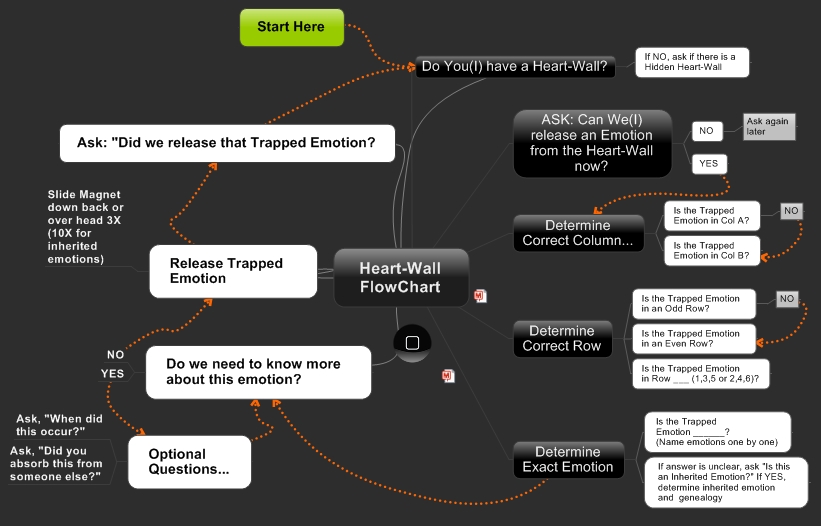 Start Here
Do You(I) have a Heart-Wall?
If NO, ask if there is a
Hidden Heart-Wall
ASK: Can We(I)
release an Emotion
from the Heart-Wall
now?
NO
Ask again
later
YES
Determine
Correct Column...
Is the Trapped
Emotion in Col A?
NO
Is the Trapped
Emotion in Col B?
Heart-Wall
FlowChart
Determine
Correct Row
Is the Trapped Emotion
in an Odd Row?
NO
Is the Trapped Emotion
in an Even Row?
Is the Trapped Emotion
in Row ___ (1,3,5 or 2,4,6)?
Determine
Exact Emotion
Is the Trapped
Emotion ______?
(Name emotions one by one)
If answer is unclear, ask "Is this
an Inherited Emotion?" If YES,
determine inherited emotion
and genealogy
Do we need to know more
about this emotion?
NO
YES
Optional
Questions...
Ask, "When did
this occur?"
Ask, "Did you
absorb this from
someone else?"
Release Trapped
Emotion
Slide Magnet
down back or
over head 3X
(10X for
inherited
emotions)
Ask: "Did we release that Trapped Emotion?